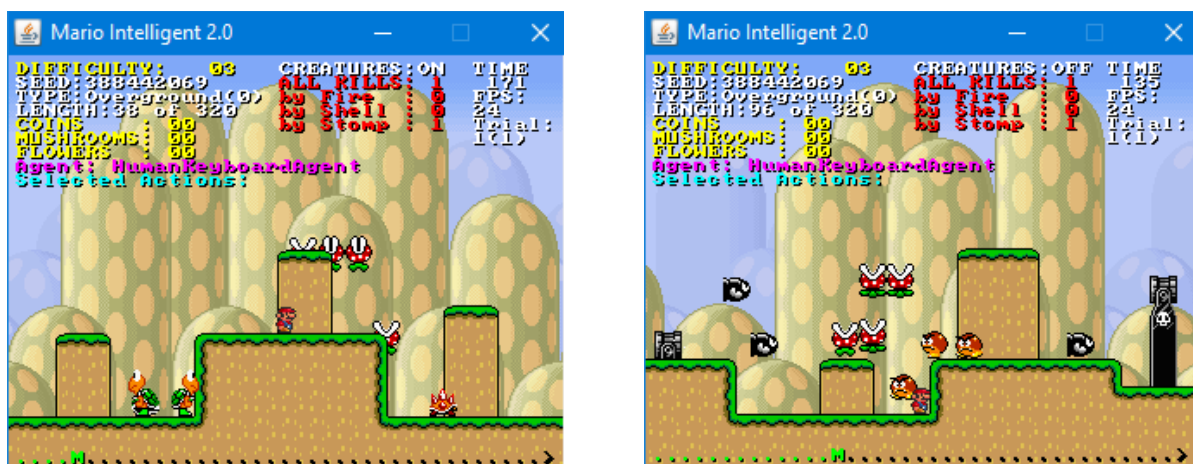 Mario Intelligent 2.0
DIFFICULTY: 03 CREATURES:ON TIME
SEED:388442069 ALL KILLS: 1 171
TYPE:Overground(0) by Fire : 0 FPS:
LENGTH:38 of 320 by Shell : 0 24
COINS : 00 by Stomp : 1 Trial:
MUSHROOMS: 00 1(1)
FLOWERS : 00
Agent: HumanKeyboardAgent
Selected Actions:
M
Mario Intelligent 2.0
DIFFICULTY: 03 CREATURES:OFF TIME
SEED:388442069 ALL KILLS: 1 135
TYPE:Overground(0) by Fire : 0 FPS:
LENGTH:96 of 320 by Shell : 0 24
COINS : 00 by Stomp : 1 Trial:
MUSHROOMS: 00 1(1)
FLOWERS : 00
Agent: HumanKeyboardAgent
Selected Actions:
M